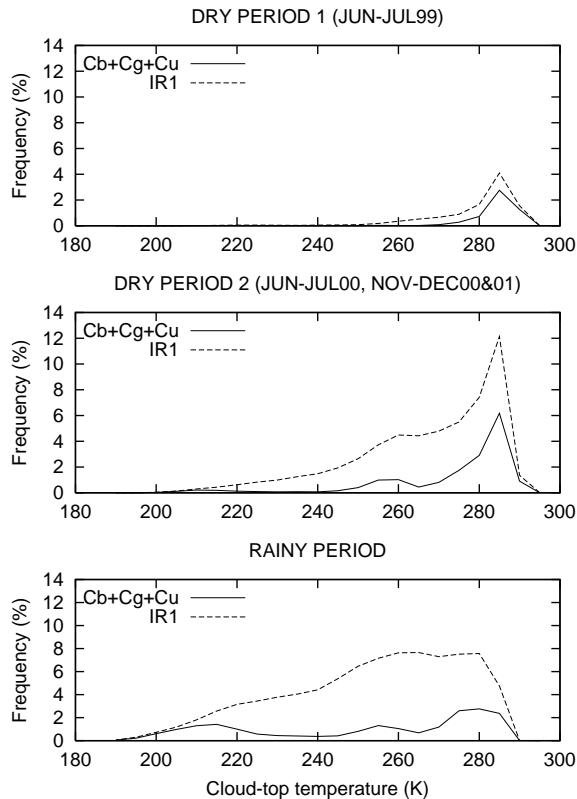 DRY PERIOD 1 (JUN-JUL99)
14
12
10
8
6
4
2
0
Frequency (%)
Cb+Cg+Cu
IR1
180 200 220 240 260 280 300
DRY PERIOD 2 (JUN-JUL00, NOV-DEC00&01)
14
12
10
8
6
4
2
0
Frequency (%)
Cb+Cg+Cu
IR1
180 200 220 240 260 280 300
RAINY PERIOD
14
12
10
8
6
4
2
0
Frequency (%)
Cb+Cg+Cu
IR1
180 200 220 240 260 280 300
Cloud-top temperature (K)